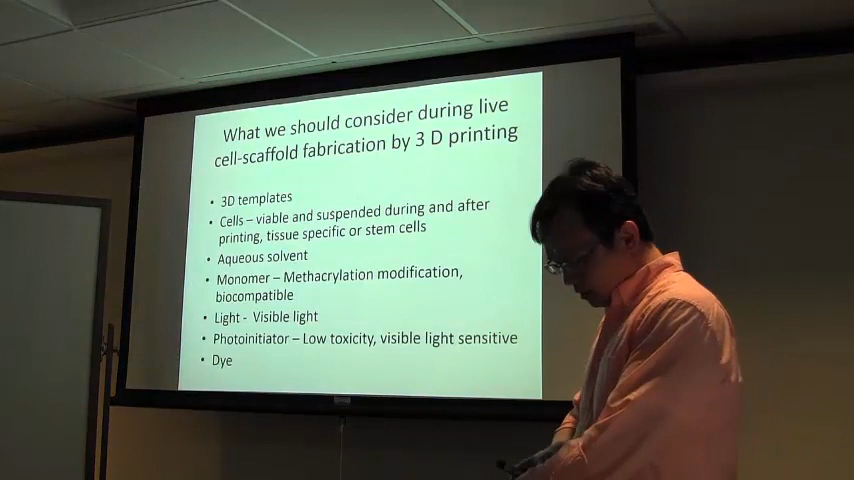 What we should consider during live
cell-scaffold fabrication by 3 D printing
• 3D templates
• Cells – viable and suspended during and after
printing, tissue specific or stem cells
• Aqueous solvent
• Monomer – Methacrylation modification,
biocompatible
• Light - Visible light
• Photoinitiator – Low toxicity, visible light sensitive
• Dye